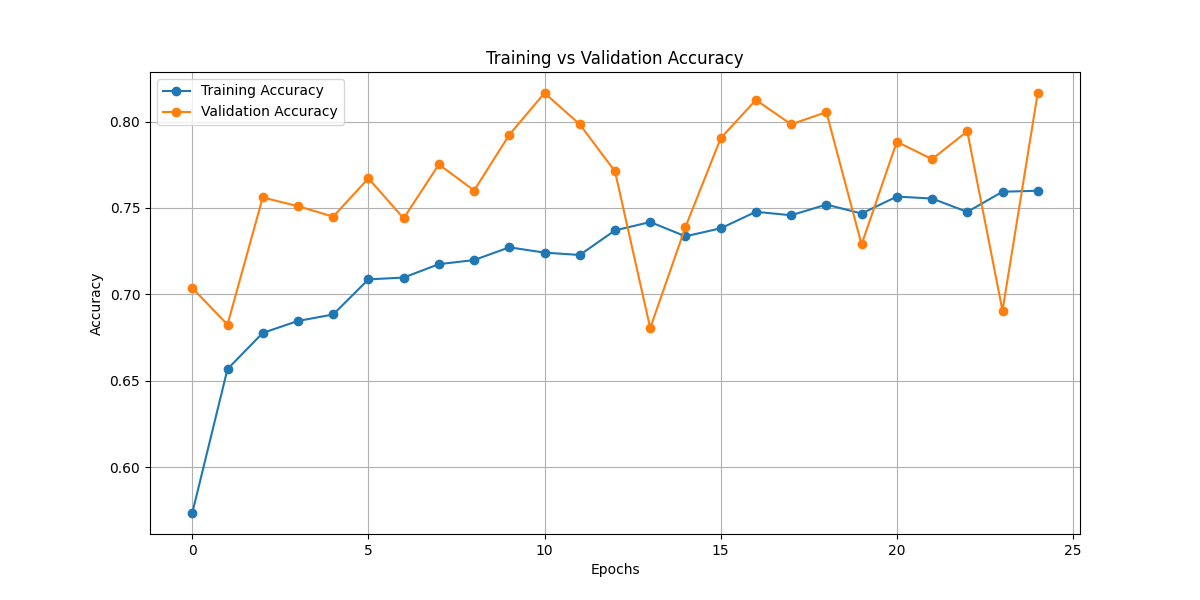 Training vs Validation Accuracy
Training Accuracy
Validation Accuracy
0.80
0.75
0.70
0.65
0.60
Accuracy
0
5
10
15
20
25
Epochs